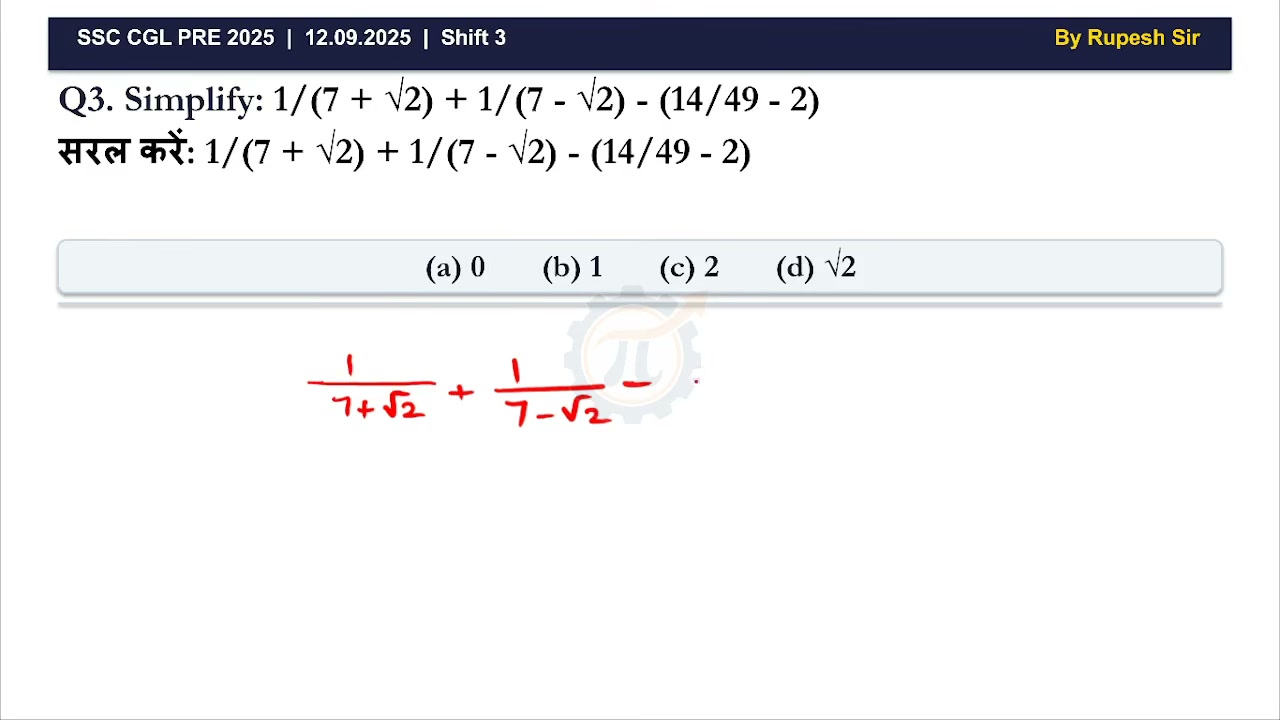 SSC CGL PRE 2025 | 12.09.2025 | Shift 3
By Rupesh Sir
Q3. Simplify: 1/(7 + √2) + 1/(7 - √2) - (14/49 - 2)
सरल करें: 1/(7 + √2) + 1/(7 - √2) - (14/49 - 2)
(a) 0 (b) 1 (c) 2 (d) √2
1/(7+√2) + 1/(7-√2) -